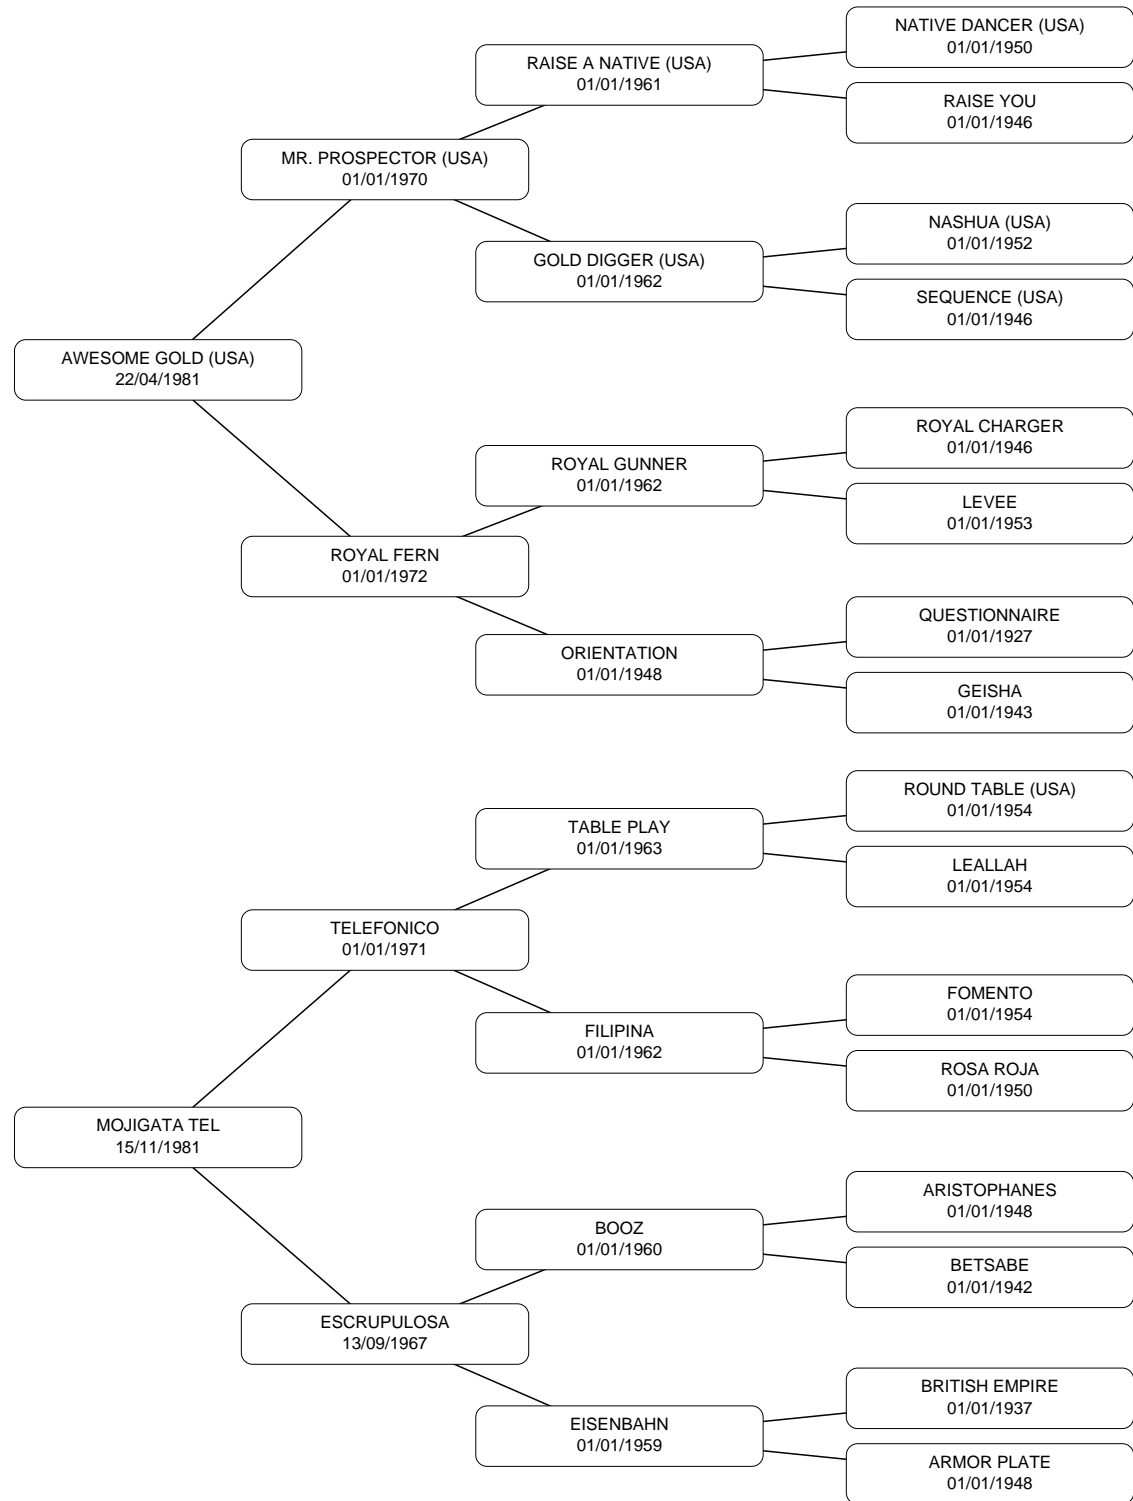 NATIVE DANCER (USA)
01/01/1950
RAISE A NATIVE (USA)
01/01/1961
RAISE YOU
01/01/1946
MR. PROSPECTOR (USA)
01/01/1970
NASHUA (USA)
01/01/1952
GOLD DIGGER (USA)
01/01/1962
SEQUENCE (USA)
01/01/1946
AWESOME GOLD (USA)
22/04/1981
ROYAL CHARGER
01/01/1946
ROYAL GUNNER
01/01/1962
LEVEE
01/01/1953
ROYAL FERN
01/01/1972
QUESTIONNAIRE
01/01/1927
ORIENTATION
01/01/1948
GEISHA
01/01/1943
ROUND TABLE (USA)
01/01/1954
TABLE PLAY
01/01/1963
LEALLAH
01/01/1954
TELEFONICO
01/01/1971
FOMENTO
01/01/1954
FILIPINA
01/01/1962
ROSA ROJA
01/01/1950
MOJIGATA TEL
15/11/1981
ARISTOPHANES
01/01/1948
BOOZ
01/01/1960
BETSABE
01/01/1942
ESCRUPULOSA
13/09/1967
BRITISH EMPIRE
01/01/1937
EISENBAHN
01/01/1959
ARMOR PLATE
01/01/1948